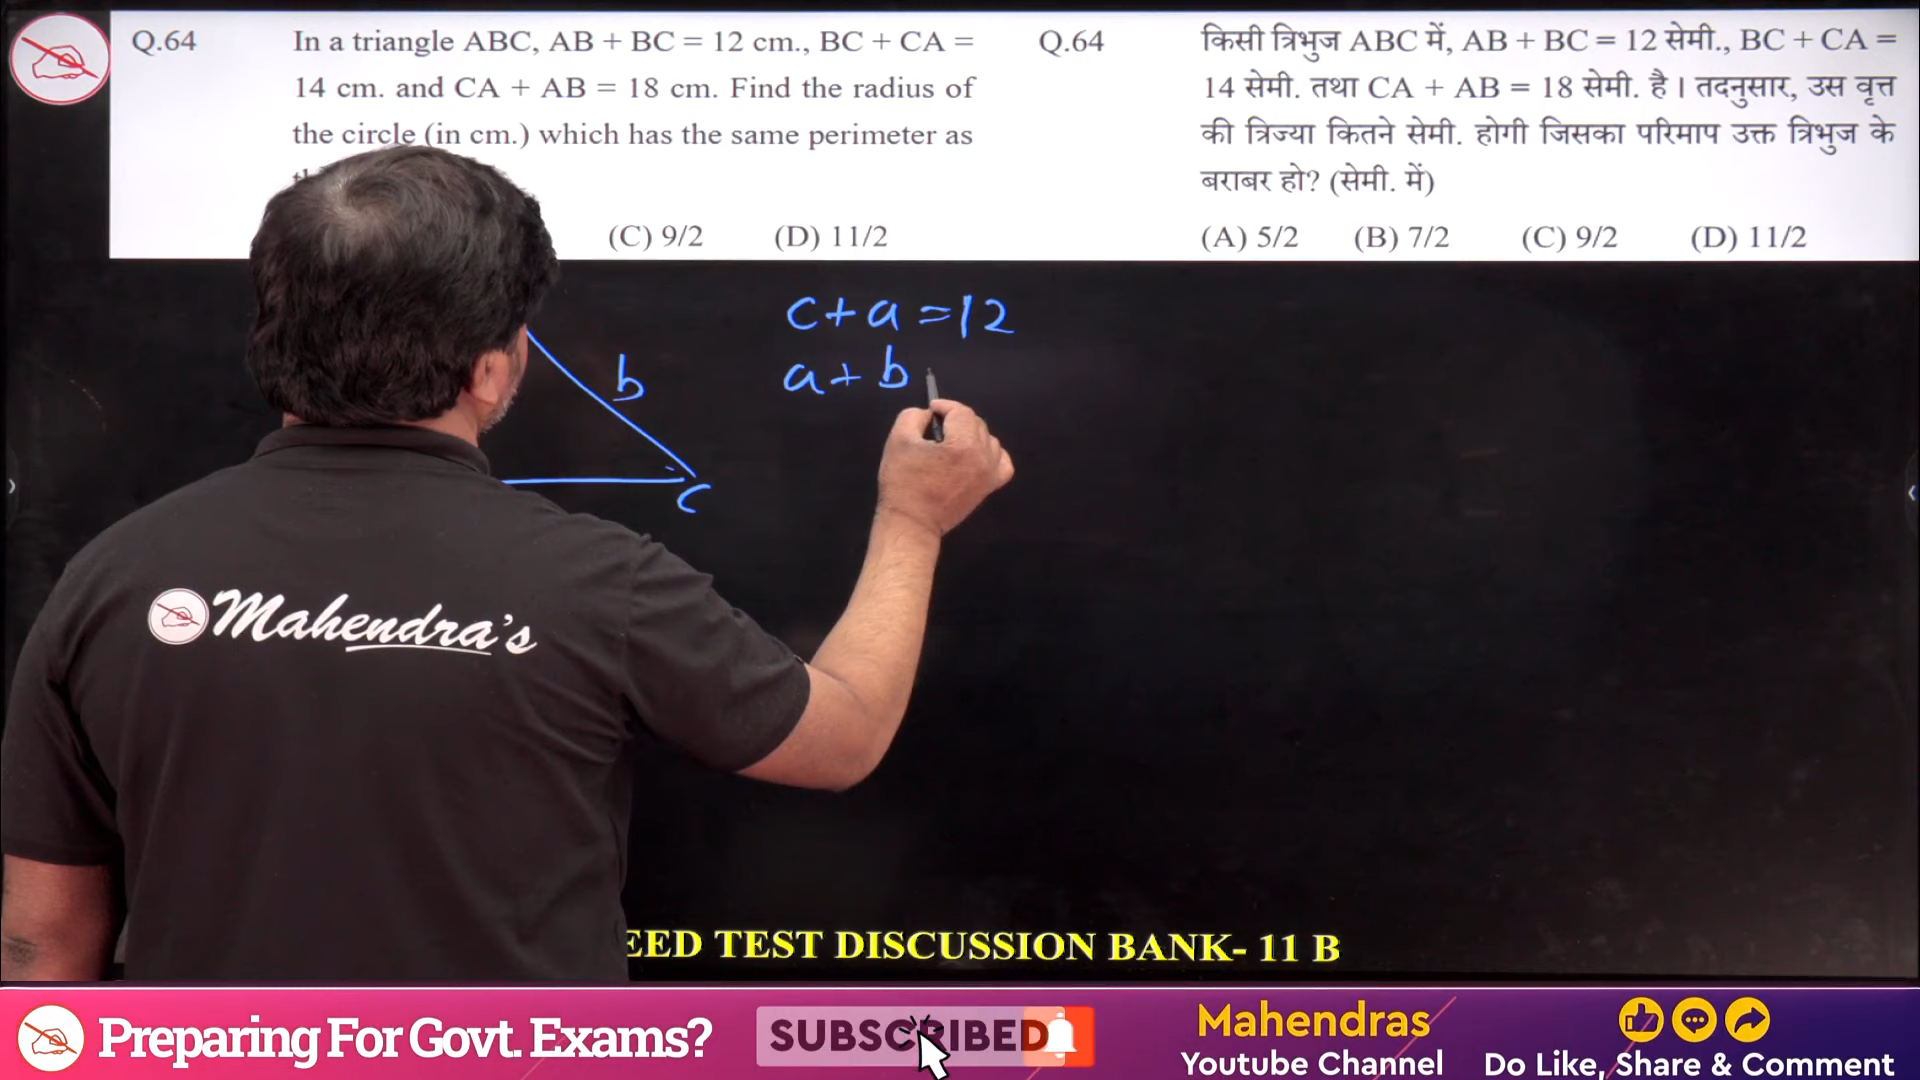 Q.64
In a triangle ABC, AB + BC = 12 cm., BC + CA =
14 cm. and CA + AB = 18 cm. Find the radius of
the circle (in cm.) which has the same perimeter as
(C) 9/2 (D) 11/2
Q.64
किसी त्रिभुज ABC में, AB + BC = 12 सेमी., BC + CA =
14 सेमी. तथा CA + AB = 18 सेमी. है। तदनुसार, उस वृत्त
की त्रिज्या कितने सेमी. होगी जिसका परिमाप उक्त त्रिभुज के
बराबर हो? (सेमी. में)
(A) 5/2 (B) 7/2 (C) 9/2 (D) 11/2
c+a=12
a+b
b
C
Mahendra's
EED TEST DISCUSSION BANK- 11 B
Preparing For Govt. Exams?
SUBSCRIBED
Mahendras
Youtube Channel
Do Like, Share & Comment